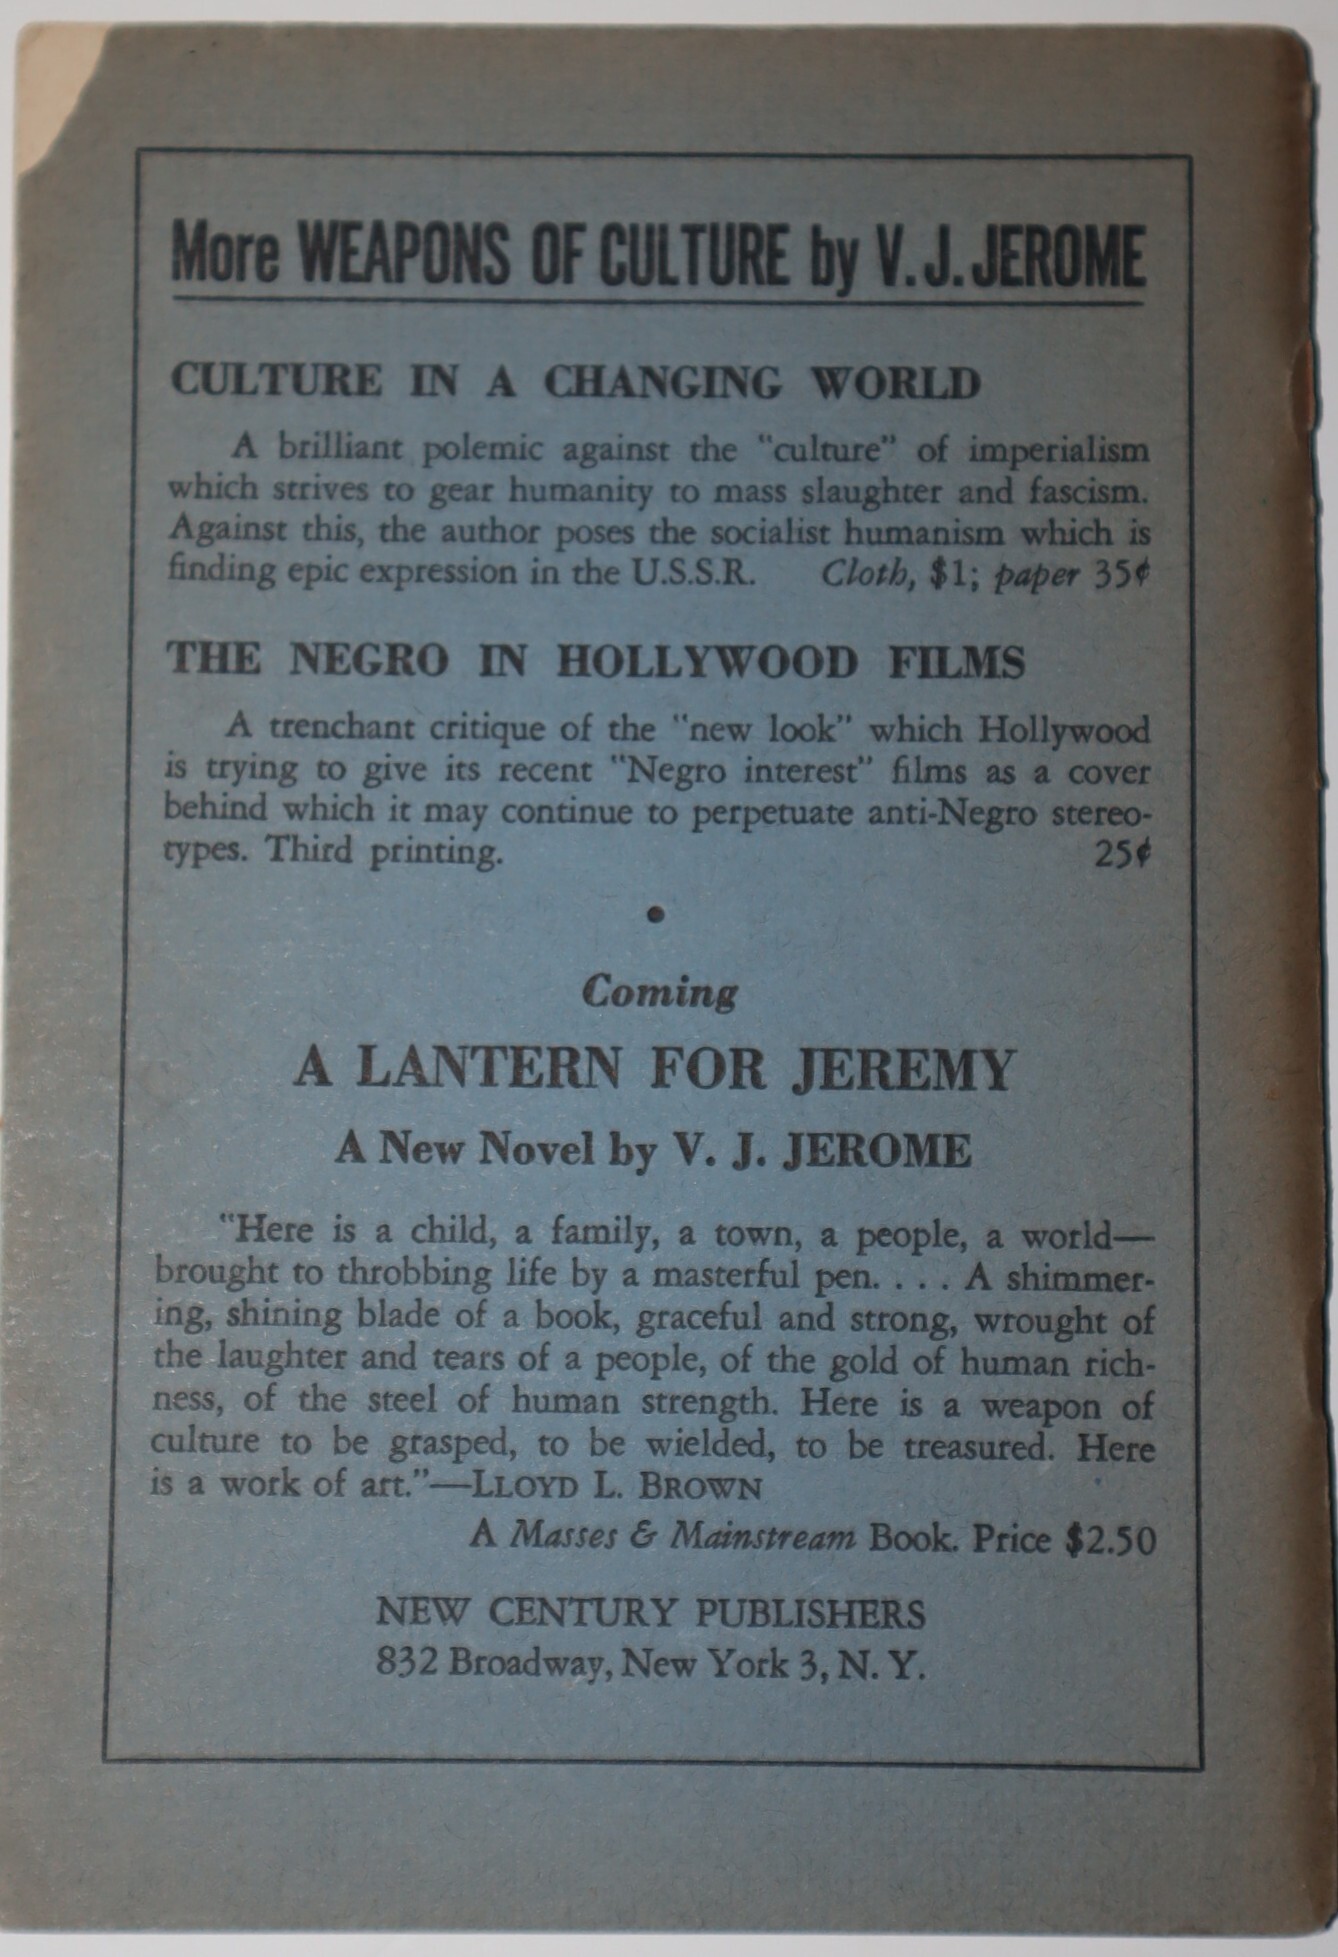 More WEAPONS OF CULTURE by V. J. JEROME
CULTURE IN A CHANGING WORLD
A brilliant polemic against the "culture" of imperialism
which strives to gear humanity to mass slaughter and fascism.
Against this, the author poses the socialist humanism which is
finding epic expression in the U.S.S.R. Cloth, $1; paper 35¢
THE NEGRO IN HOLLYWOOD FILMS
A trenchant critique of the "new look" which Hollywood
is trying to give its recent "Negro interest" films as a cover
behind which it may continue to perpetuate anti-Negro stereo-
types. Third printing. 25¢
•
Coming
A LANTERN FOR JEREMY
A New Novel by V. J. JEROME
"Here is a child, a family, a town, a people, a world—
brought to throbbing life by a masterful pen. . . . A shimmer-
ing, shining blade of a book, graceful and strong, wrought of
the laughter and tears of a people, of the gold of human rich-
ness, of the steel of human strength. Here is a weapon of
culture to be grasped, to be wielded, to be treasured. Here
is a work of art."—LLOYD L. BROWN
A Masses & Mainstream Book. Price $2.50
NEW CENTURY PUBLISHERS
832 Broadway, New York 3, N. Y.